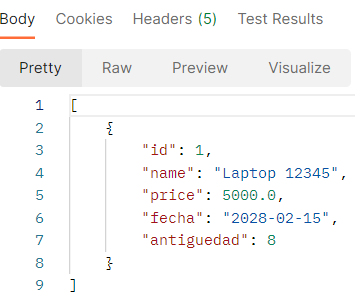 Body Cookies Headers (5) Test Results
Pretty Raw Preview Visualize
1 [
2 {
3 "id": 1,
4 "name": "Laptop 12345",
5 "price": 5000.0,
6 "fecha": "2028-02-15",
7 "antiguedad": 8
8 }
9 ]